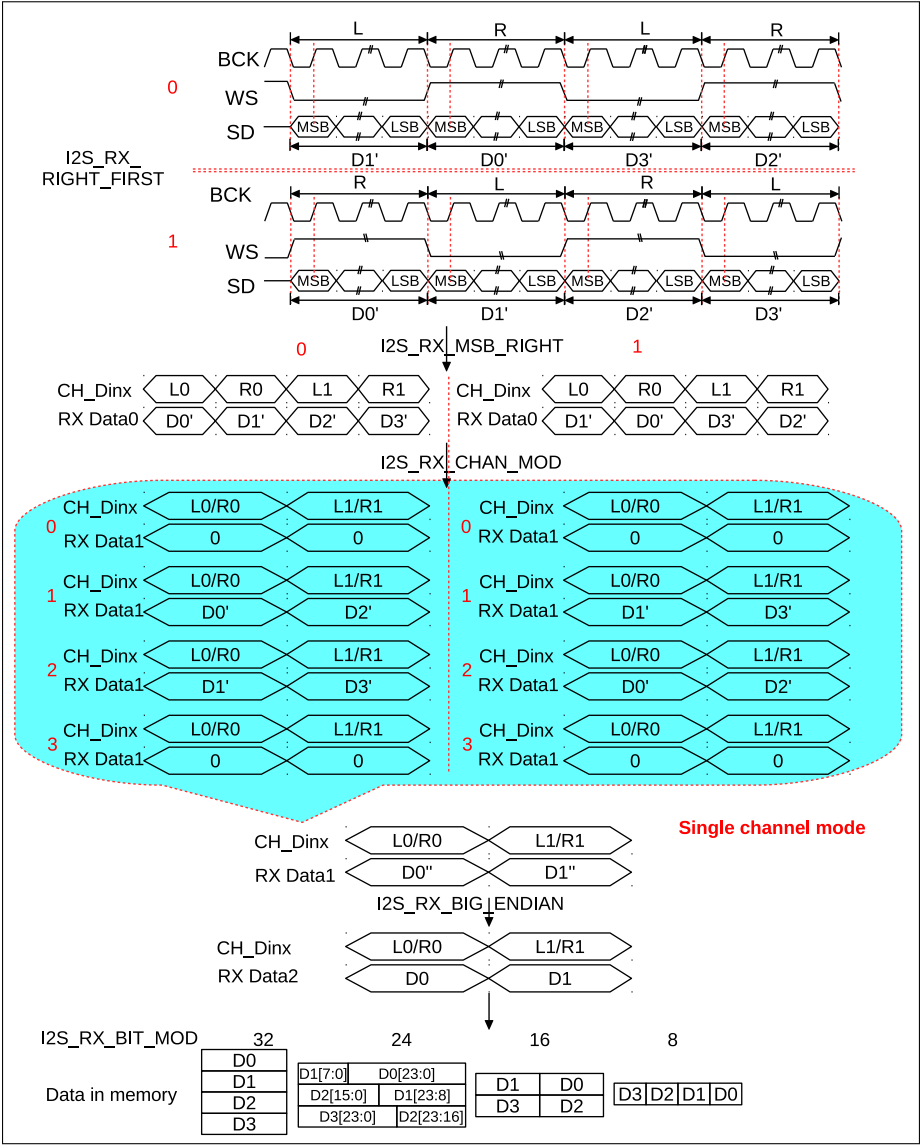 L R L R
BCK
0
WS
SD MSB LSB MSB LSB MSB LSB MSB LSB
D1' D0' D3' D2'
I2S_RX_
RIGHT_FIRST
R L R L
BCK
1
WS
SD MSB LSB MSB LSB MSB LSB MSB LSB
D0' D1' D2' D3'
0 I2S_RX_MSB_RIGHT 1
CH_Dinx L0 R0 L1 R1 CH_Dinx L0 R0 L1 R1
RX Data0 D0' D1' D2' D3' RX Data0 D1' D0' D3' D2'
I2S_RX_CHAN_MOD
CH_Dinx L0/R0 L1/R1 CH_Dinx L0/R0 L1/R1
0 0
RX Data1 0 0 RX Data1 0 0
CH_Dinx L0/R0 L1/R1 CH_Dinx L0/R0 L1/R1
1 1
RX Data1 D0' D2' RX Data1 D1' D3'
CH_Dinx L0/R0 L1/R1 CH_Dinx L0/R0 L1/R1
2 2
RX Data1 D1' D3' RX Data1 D0' D2'
CH_Dinx L0/R0 L1/R1 CH_Dinx L0/R0 L1/R1
3 3
RX Data1 0 0 RX Data1 0 0
Single channel mode
CH_Dinx L0/R0 L1/R1
RX Data1 D0'' D1''
I2S_RX_BIG_ENDIAN
CH_Dinx L0/R0 L1/R1
RX Data2 D0 D1
I2S_RX_BIT_MOD 32 24 16 8
Data in memory
D0
D1
D2
D3
D1[7:0] D0[23:0]
D2[15:0] D1[23:8]
D3[23:0] D2[23:16]
D1 D0
D3 D2
D3 D2 D1 D0